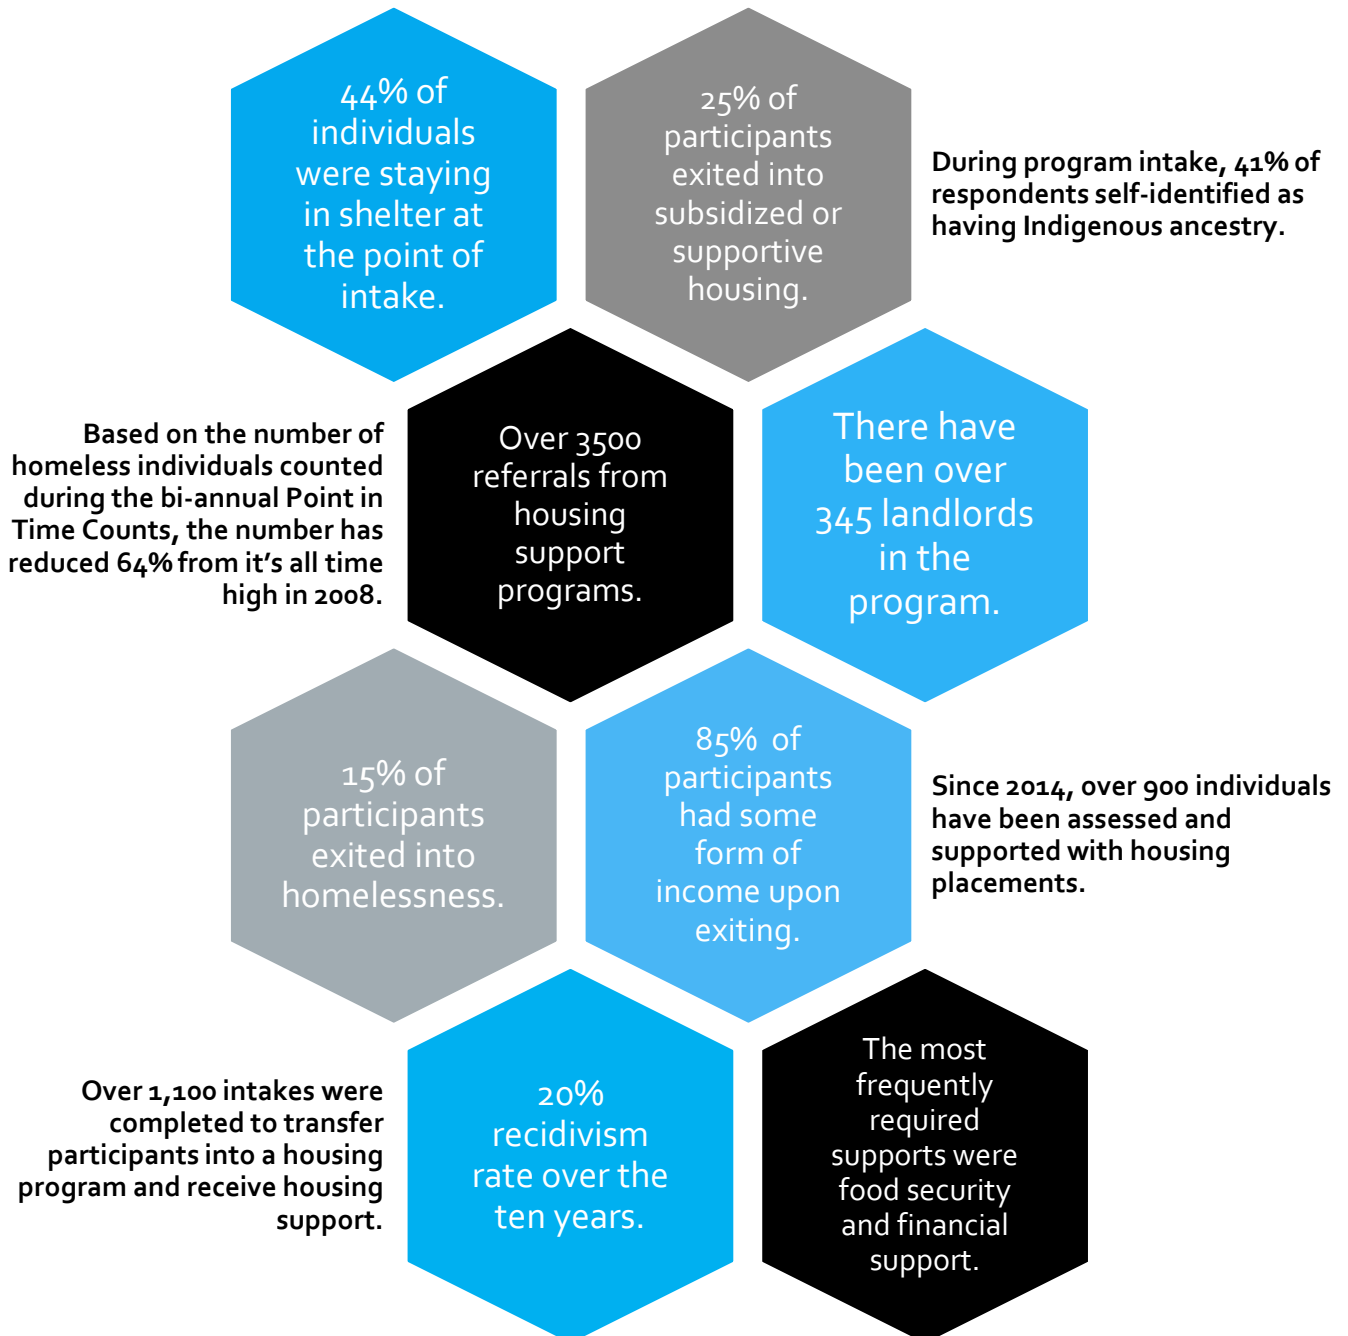 44% of
individuals
were staying
in shelter at
the point of
intake.
25% of
participants
exited into
subsidized or
supportive
housing.
During program intake, 41% of
respondents self-identified as
having Indigenous ancestry.
Based on the number of
homeless individuals counted
during the bi-annual Point in
Time Counts, the number has
reduced 64% from it's all time
high in 2008.
Over 3500
referrals from
housing
support
programs.
There have
been over
345 landlords
in the
program.
15% of
participants
exited into
homelessness.
85% of
participants
had some
form of
income upon
exiting.
Since 2014, over 900 individuals
have been assessed and
supported with housing
placements.
Over 1,100 intakes were
completed to transfer
participants into a housing
program and receive housing
support.
20%
recidivism
rate over the
ten years.
The most
frequently
required
supports were
food security
and financial
support.